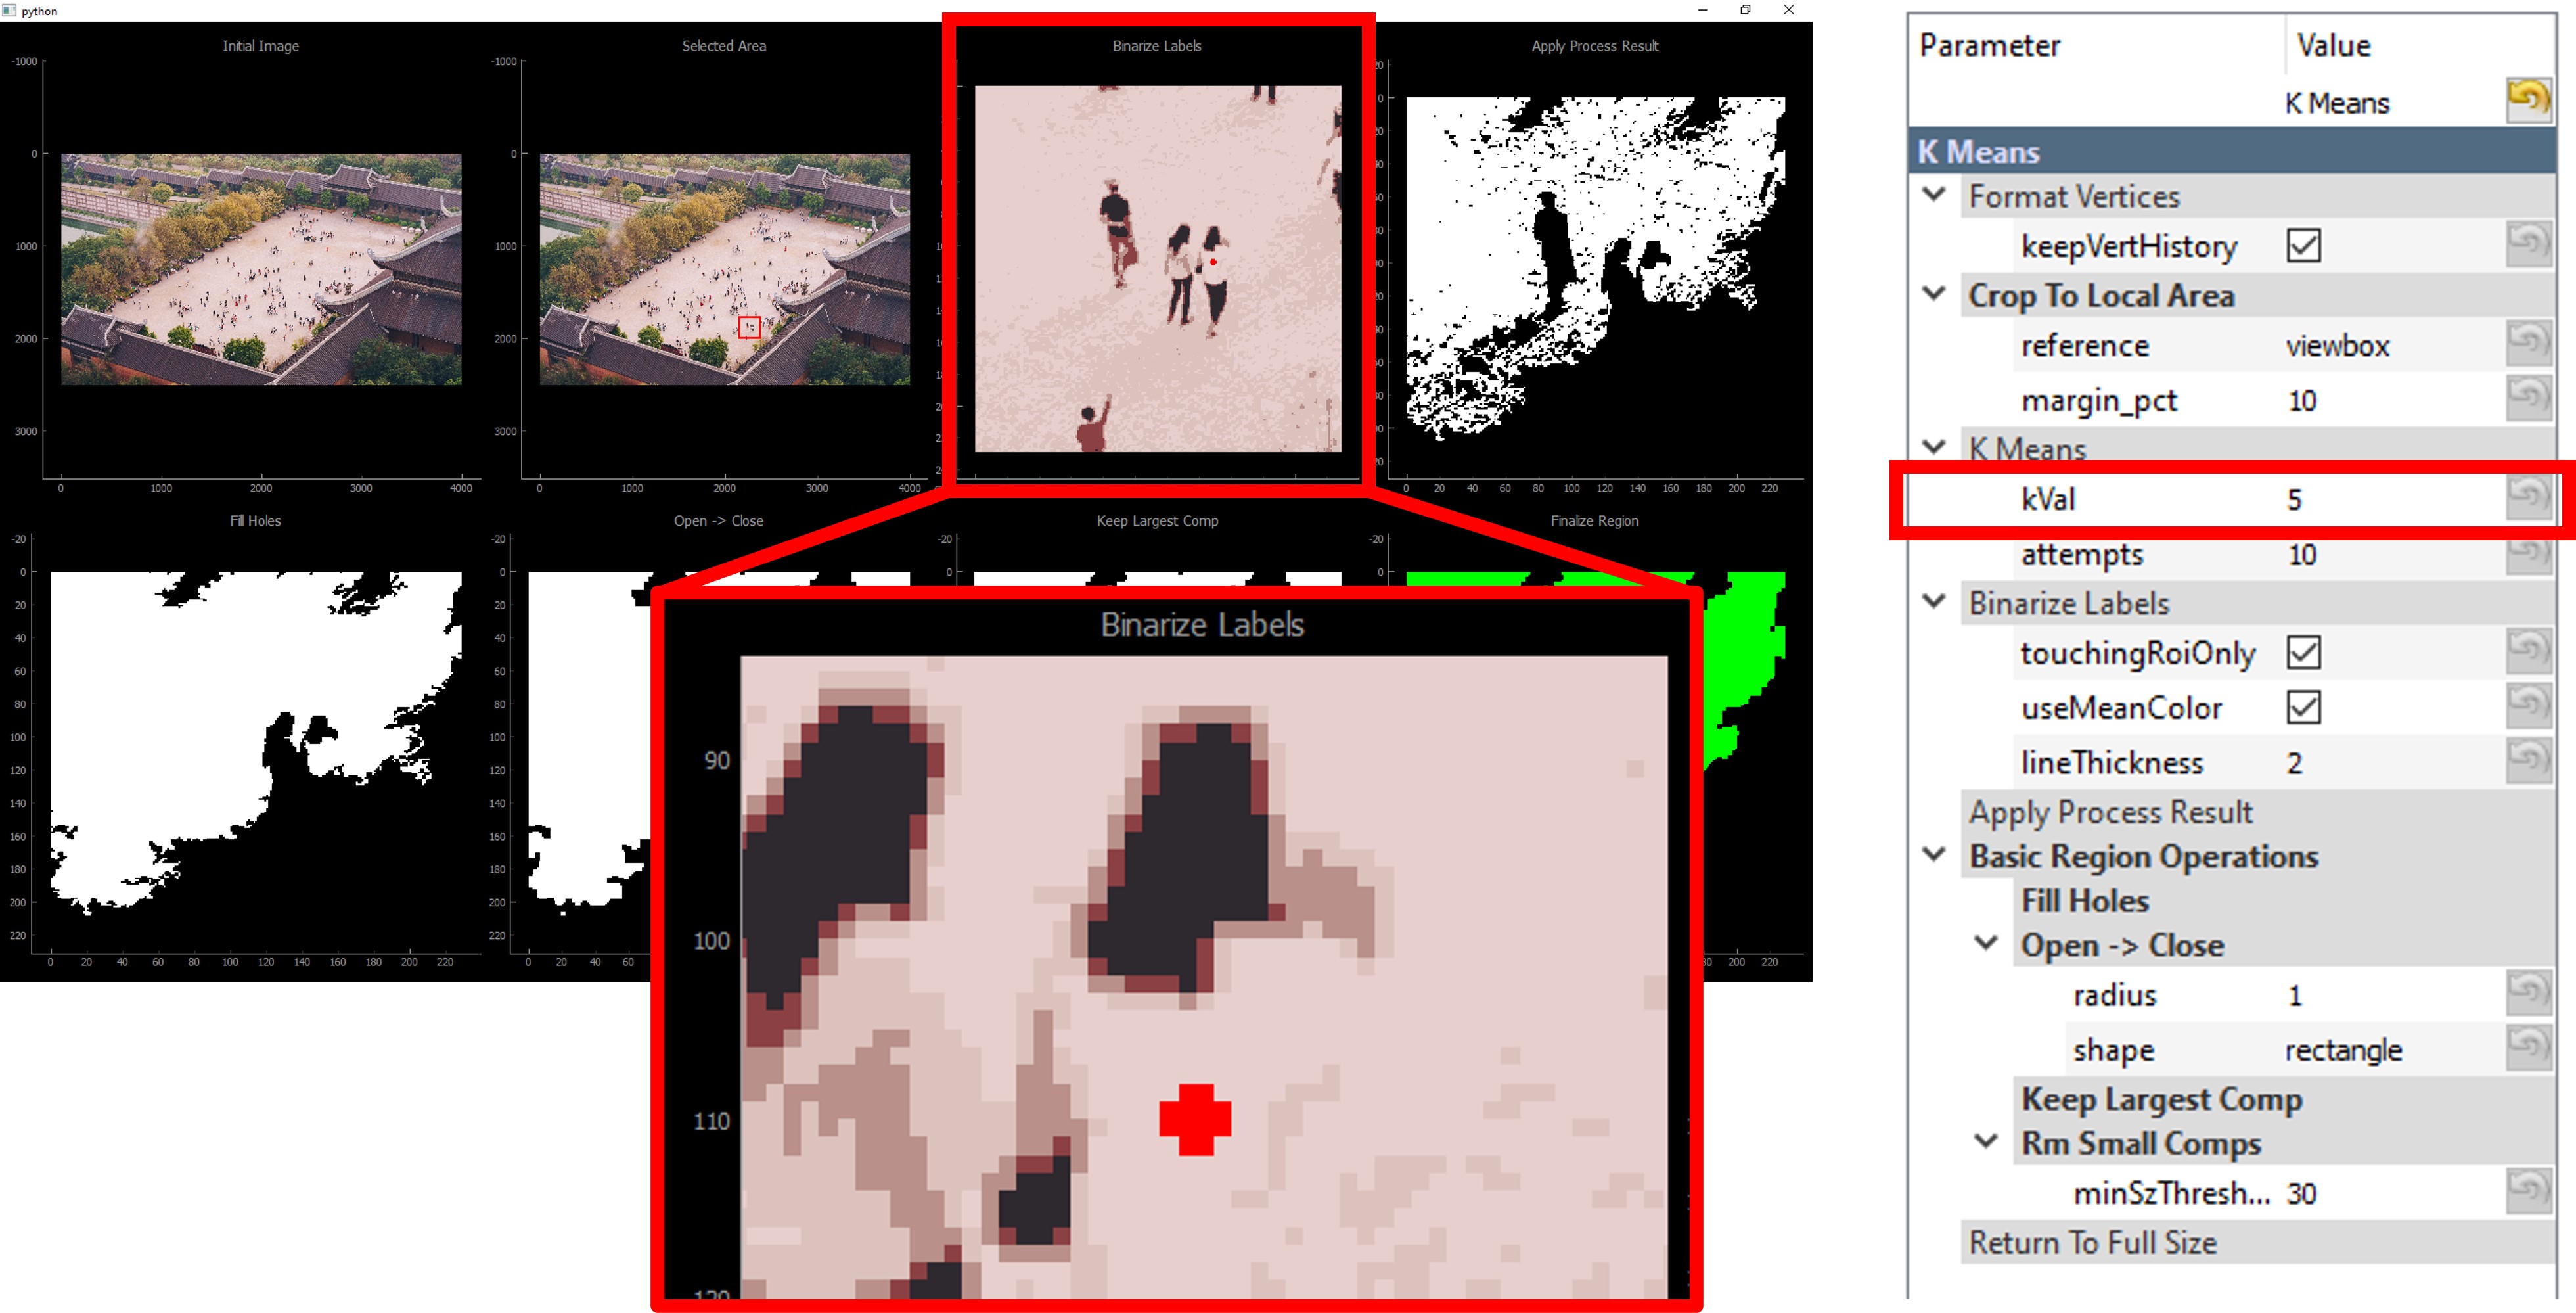 python
Initial Image
Selected Area
Binarize Labels
Apply Process Result
-1000
0
1000
2000
3000
0 1000 2000 3000 4000
-1000
0
1000
2000
3000
0 1000 2000 3000 4000
0
0 20 40 60 80 100 120 140 160 180 200 220
Fill Holes
Open -> Close
Keep Largest Comp
Finalize Region
-20
0
20
40
60
80
100
120
140
160
180
200
220
0 20 40 60 80 100 120 140 160 180 200 220
-20
0
20
40
60
80
100
120
140
160
180
200
220
0 20 40 60
-20
0
-20
0
200 220
Binarize Labels
90
100
110
120
Parameter Value
K Means
K Means
Format Vertices
keepVertHistory
Crop To Local Area
reference viewbox
margin_pct 10
K Means
kVal 5
attempts 10
Binarize Labels
touchingRoiOnly
useMeanColor
lineThickness 2
Apply Process Result
Basic Region Operations
Fill Holes
Open -> Close
radius 1
shape rectangle
Keep Largest Comp
Rm Small Comps
minSzThresh... 30
Return To Full Size